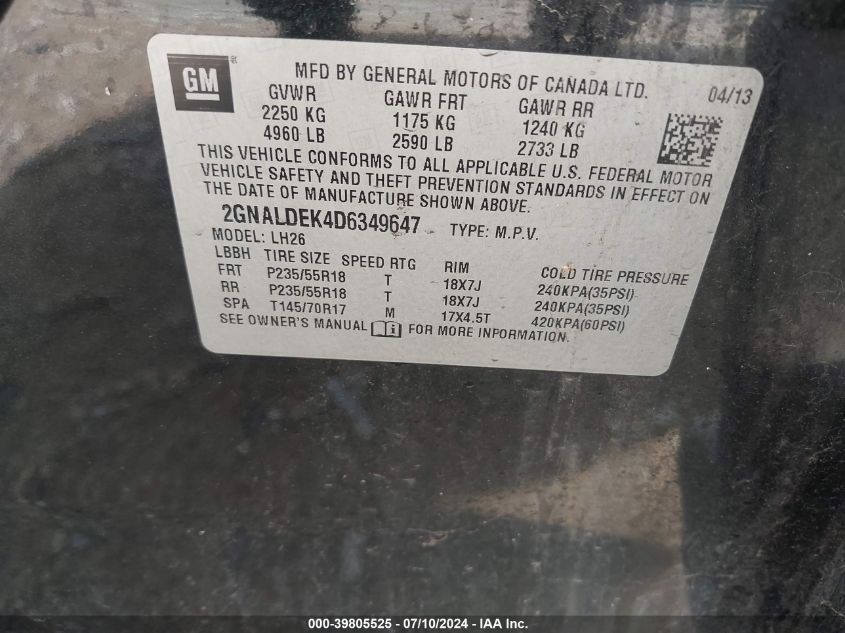 GM ®
MFD BY GENERAL MOTORS OF CANADA LTD. 04/13
GVWR GAWR FRT GAWR RR
2250 KG 1175 KG 1240 KG
4960 LB 2590 LB 2733 LB
THIS VEHICLE CONFORMS TO ALL APPLICABLE U.S. FEDERAL MOTOR
VEHICLE SAFETY AND THEFT PREVENTION STANDARDS IN EFFECT ON
THE DATE OF MANUFACTURE SHOWN ABOVE.
2GNALDEK4D6349647 TYPE: M.P.V.
MODEL: LH26
LBBH TIRE SIZE SPEED RTG RIM COLD TIRE PRESSURE
FRT P235/55R18 T 18X7J 240KPA(35PSI)
RR P235/55R18 T 18X7J 240KPA(35PSI)
SPA T145/70R17 M 17X4.5T 420KPA(60PSI)
SEE OWNER'S MANUAL FOR MORE INFORMATION.
000-39805525 - 07/10/2024 - IAA Inc.